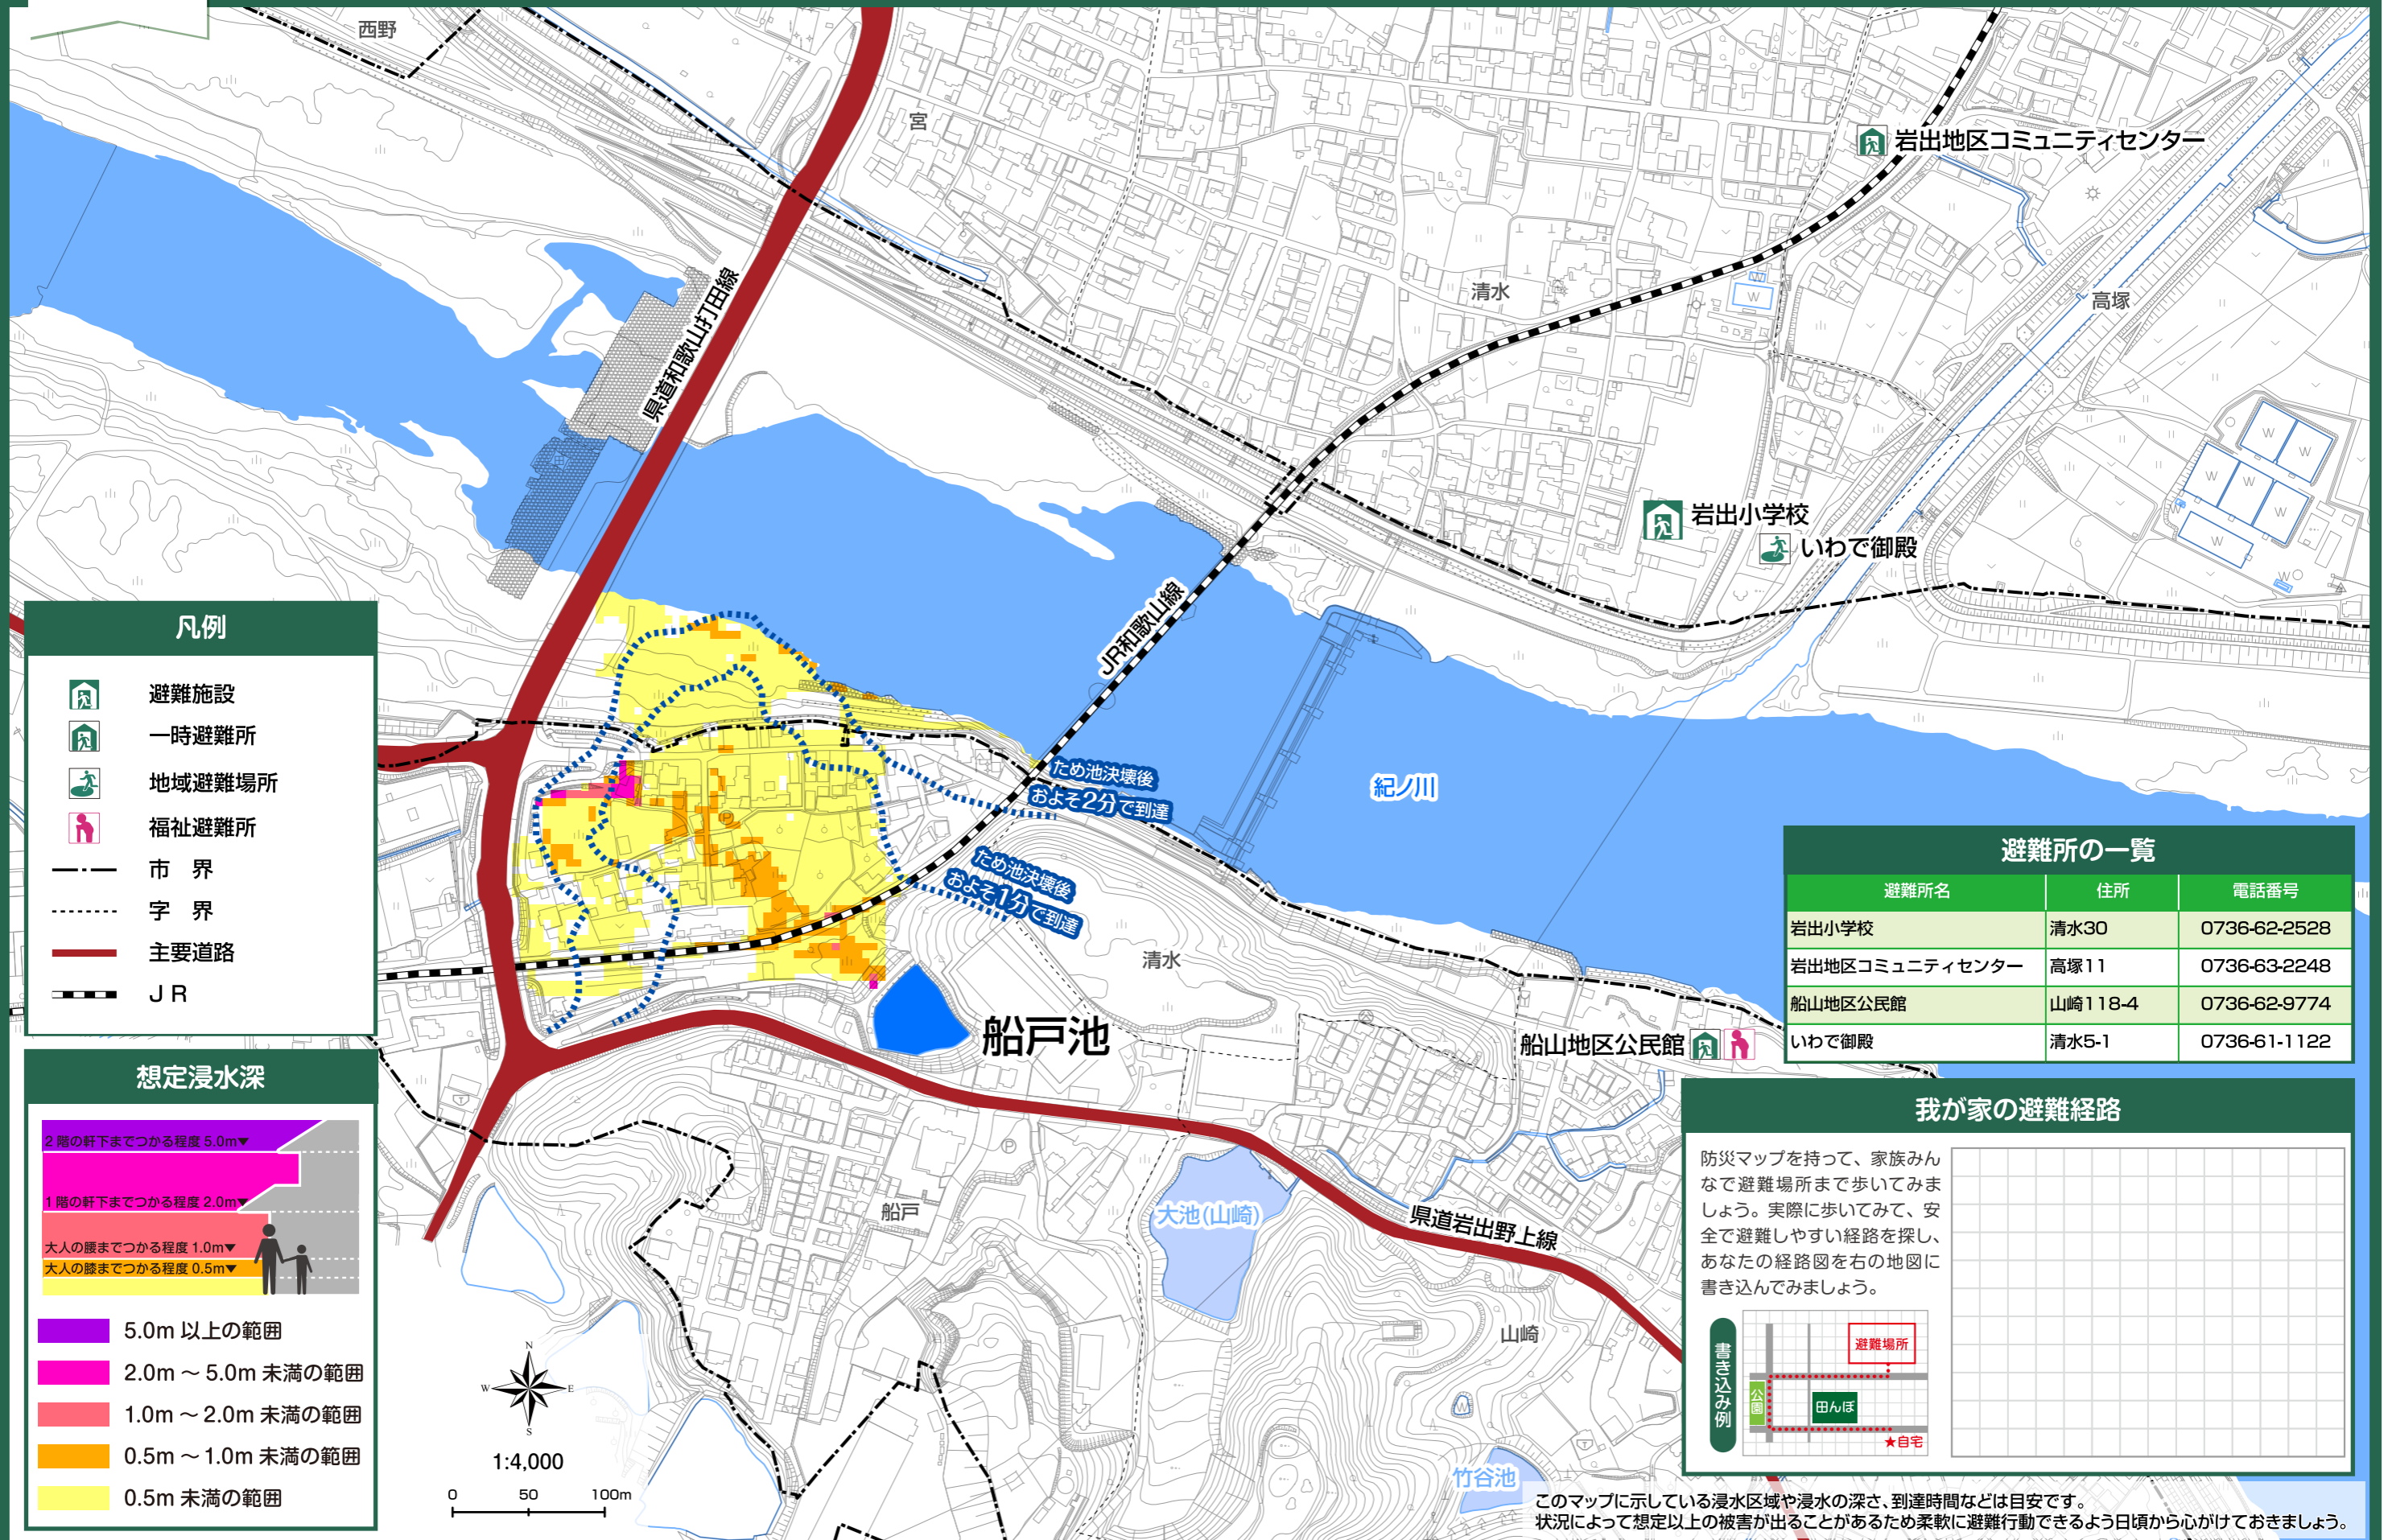 西野
宮
岩出地区コミュニティセンター
県道和歌山打田線
清水
高塚
岩出小学校
いわで御殿
JR和歌山線
紀ノ川
ため池決壊後
およそ2分で到達
ため池決壊後
およそ1分で到達
清水
船戸池
船山地区公民館
船戸
大池(山崎)
県道岩出野上線
山崎
竹谷池
凡例
避難施設
一時避難所
地域避難場所
福祉避難所
市 界
字 界
主要道路
J R
想定浸水深
2階の軒下までつかる程度 5.0m▼
1階の軒下までつかる程度 2.0m▼
大人の腰までつかる程度 1.0m▼
大人の膝までつかる程度 0.5m▼
5.0m 以上の範囲
2.0m ～ 5.0m 未満の範囲
1.0m ～ 2.0m 未満の範囲
0.5m ～ 1.0m 未満の範囲
0.5m 未満の範囲
N
W E
S
1:4,000
0 50 100m
避難所の一覧
避難所名 住所 電話番号
岩出小学校 清水30 0736-62-2528
岩出地区コミュニティセンター 高塚11 0736-63-2248
船山地区公民館 山崎118-4 0736-62-9774
いわで御殿 清水5-1 0736-61-1122
我が家の避難経路
防災マップを持って、家族みん
なで避難場所まで歩いてみま
しょう。実際に歩いてみて、安
全で避難しやすい経路を探し、
あなたの経路図を右の地図に
書き込んでみましょう。
書き込み例
避難場所
公園
田んぼ
★自宅
このマップに示している浸水区域や浸水の深さ、到達時間などは目安です。
状況によって想定以上の被害が出ることがあるため柔軟に避難行動できるよう日頃から心がけておきましょう。